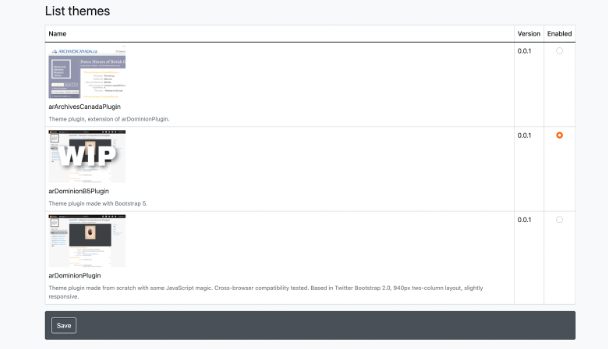 List themes
Name Version Enabled
ARCHIVESCANADA.ca
0.0.1
arArchivesCanadaPlugin
Theme plugin, extension of arDominionPlugin.
WIP
0.0.1
arDominionB5Plugin
Theme plugin made with Bootstrap 5.
0.0.1
arDominionPlugin
Theme plugin made from scratch with some JavaScript magic. Cross-browser compatibility tested. Based in Twitter Bootstrap 2.0, 940px two-column layout, slightly
responsive.
Save